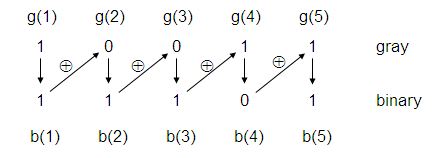 g(1) g(2) g(3) g(4) g(5)
1 0 0 1 1 gray
⊕ ⊕ ⊕ ⊕
1 1 1 0 1 binary
b(1) b(2) b(3) b(4) b(5)